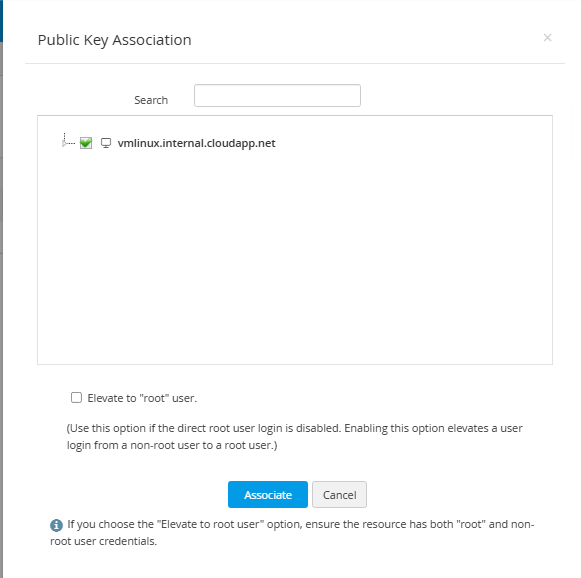 Public Key Association
×
Search
vmlinux.internal.cloudapp.net
Elevate to "root" user.
(Use this option if the direct root user login is disabled. Enabling this option elevates a user
login from a non-root user to a root user.)
Associate Cancel
If you choose the "Elevate to root user" option, ensure the resource has both "root" and non-
root user credentials.